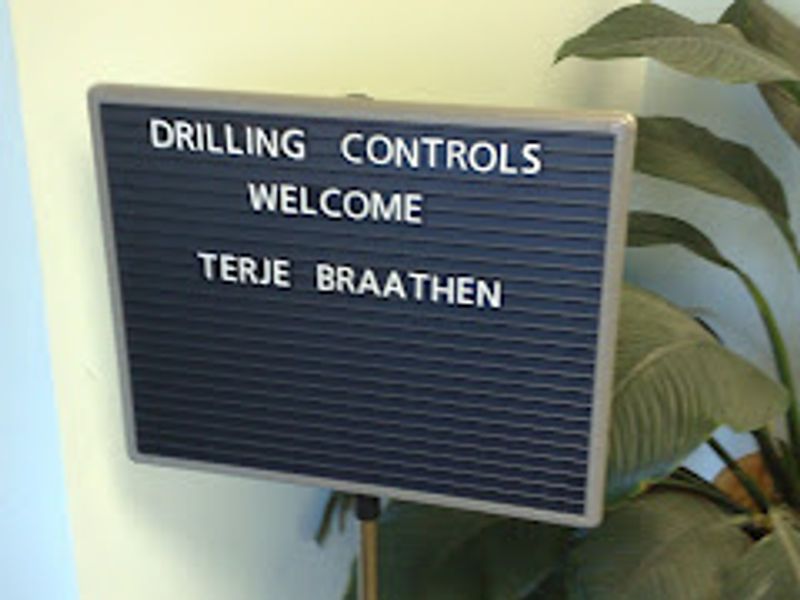 DRILLING CONTROLS
WELCOME
TERJE BRAATHEN